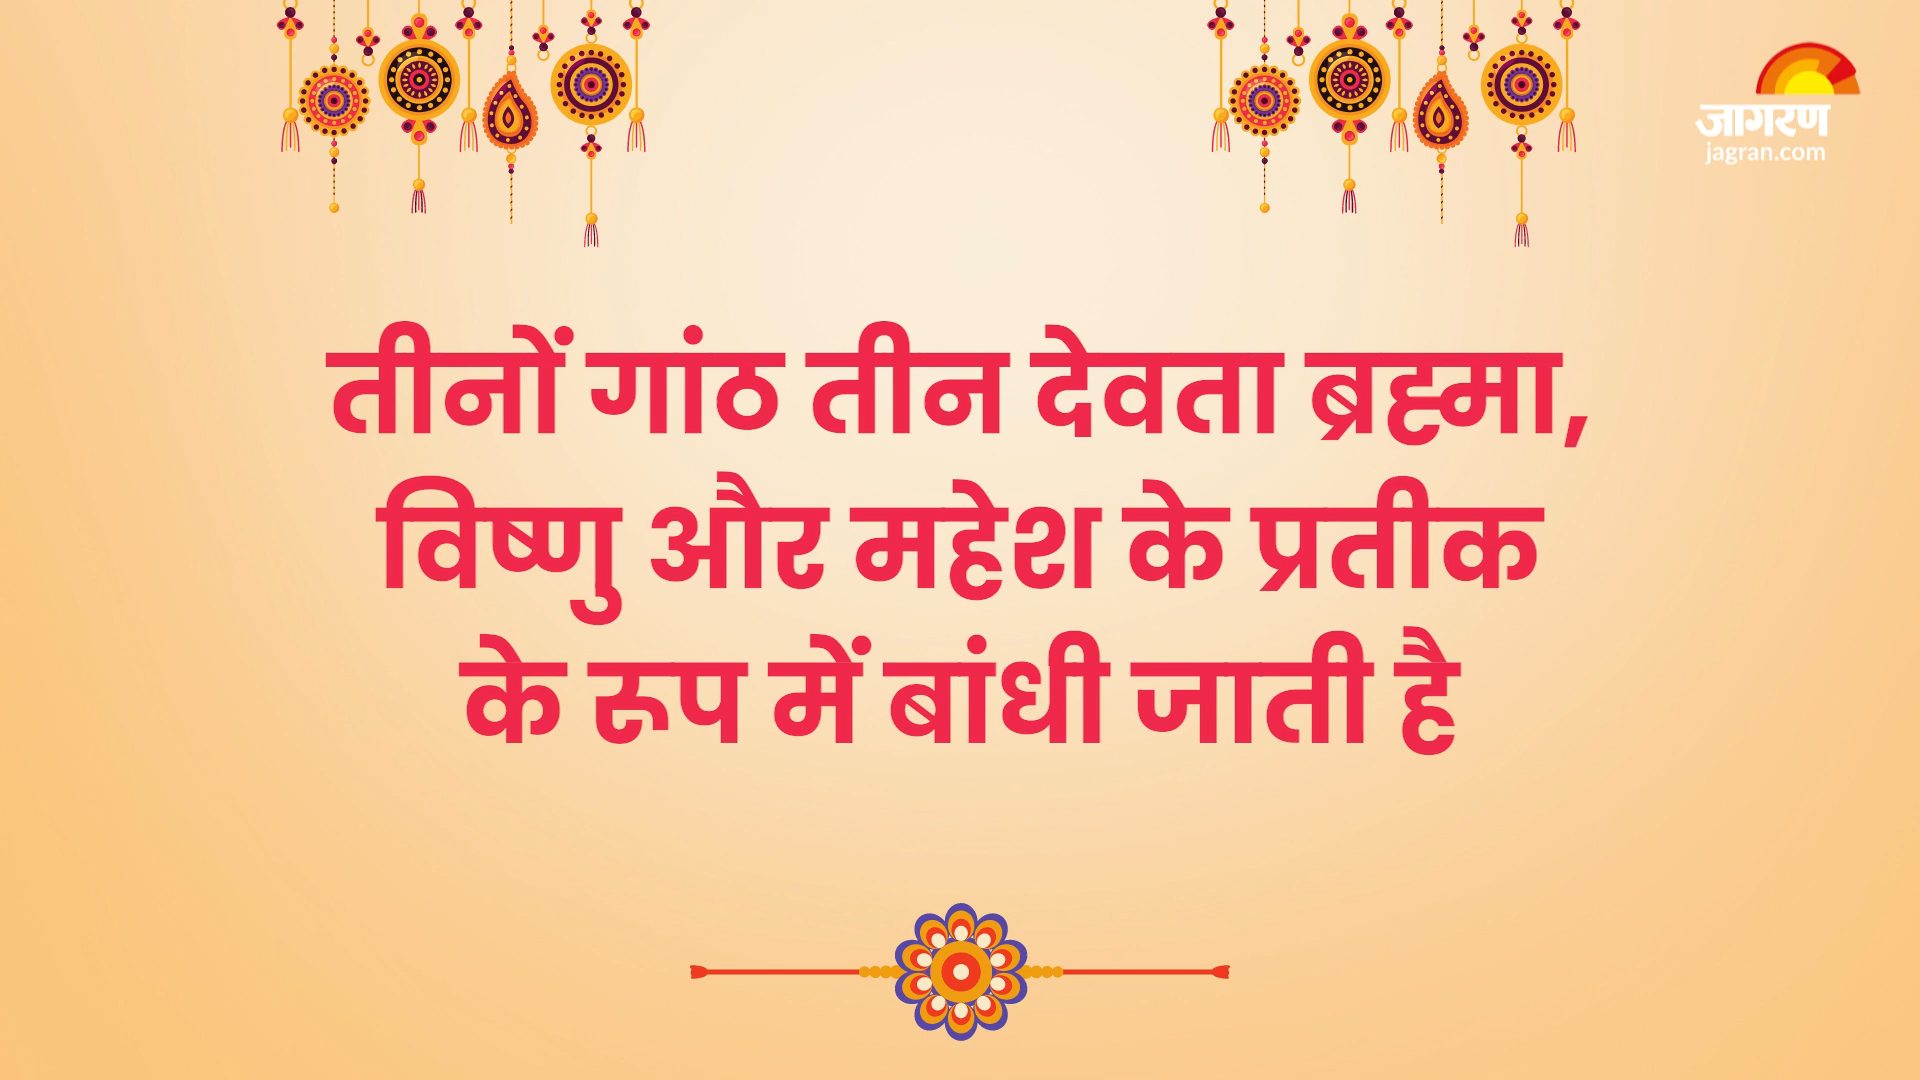 जागरण
jagran.com
तीनों गांठ तीन देवता ब्रह्मा,
विष्णु और महेश के प्रतीक
के रूप में बांधी जाती है